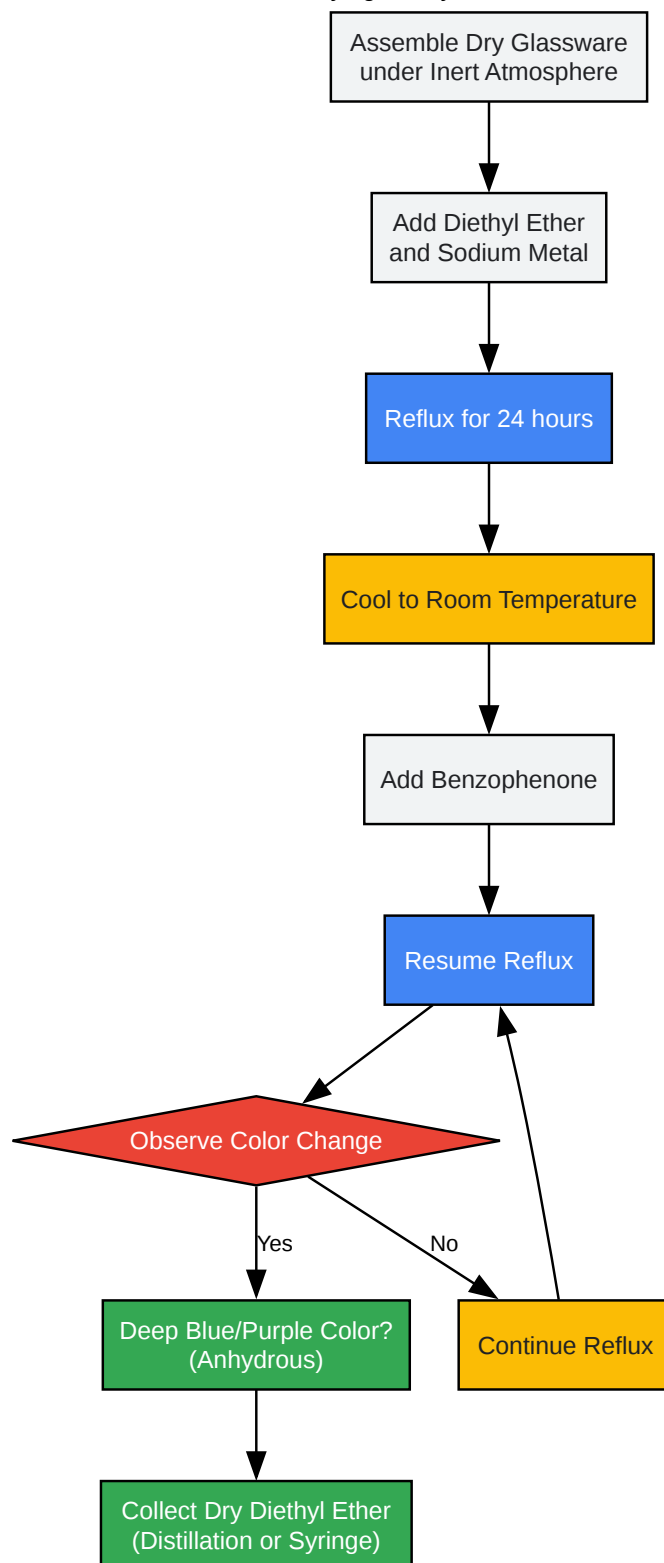 Assemble Dry Glassware
under Inert Atmosphere
Add Diethyl Ether
and Sodium Metal
Reflux for 24 hours
Cool to Room Temperature
Add Benzophenone
Resume Reflux
Observe Color Change
Yes
No
Deep Blue/Purple Color?
(Anhydrous)
Continue Reflux
Collect Dry Diethyl Ether
(Distillation or Syringe)